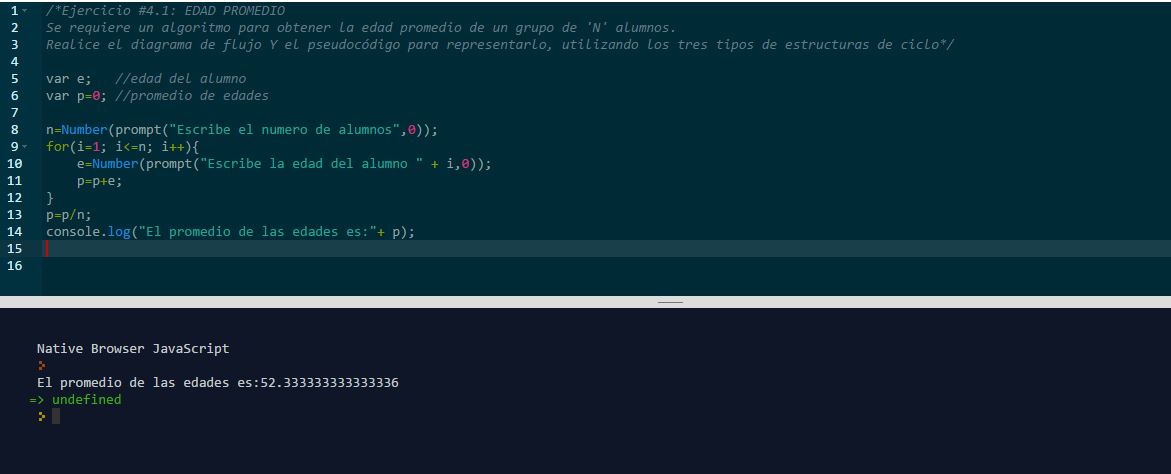 1 /*Ejercicio #4.1: EDAD PROMEDIO
2 Se requiere un algoritmo para obtener la edad promedio de un grupo de 'N' alumnos.
3 Realice el diagrama de flujo Y el pseudocódigo para representarlo, utilizando los tres tipos de estructuras de ciclo*/
4
5 var e;   //edad del alumno
6 var p=0; //promedio de edades
7
8 n=Number(prompt("Escribe el numero de alumnos",0));
9 for(i=1; i<=n; i++){
10     e=Number(prompt("Escribe la edad del alumno " + i,0));
11     p=p+e;
12 }
13 p=p/n;
14 console.log("El promedio de las edades es:"+ p);
15
16
Native Browser JavaScript
El promedio de las edades es:52.333333333333336
=> undefined